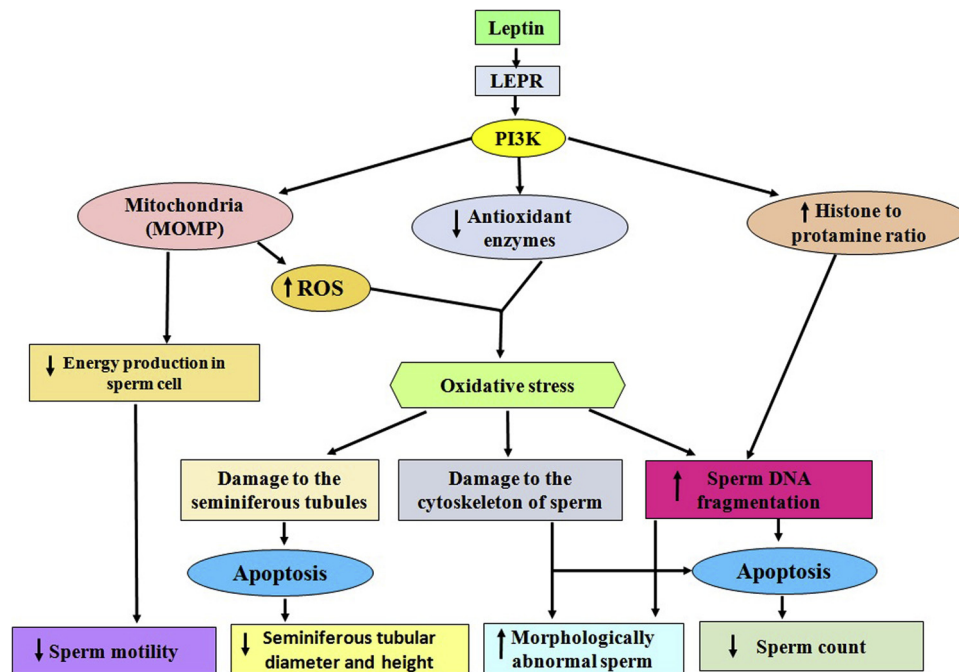 Leptin
LEPR
PI3K
Mitochondria
(MOMP)
↓ Antioxidant
enzymes
↑ Histone to
protamine ratio
↑ ROS
↓ Energy production in
sperm cell
Oxidative stress
Damage to the
seminiferous tubules
Damage to the
cytoskeleton of sperm
↑ Sperm DNA
fragmentation
Apoptosis
Apoptosis
↓ Sperm motility
↓ Seminiferous tubular
diameter and height
↑ Morphologically
abnormal sperm
↓ Sperm count